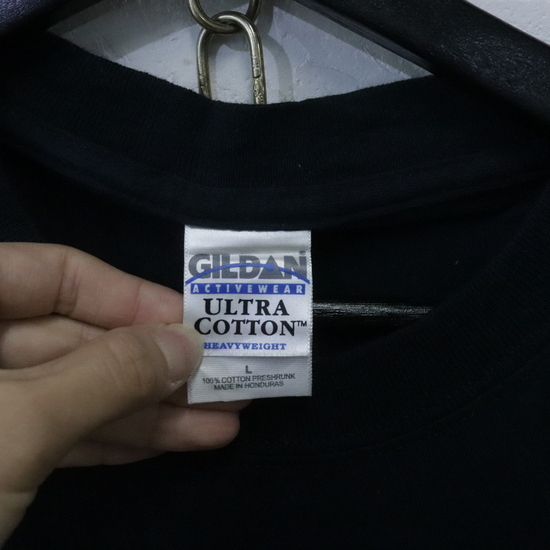 GILDAN
ACTIVEWEAR
ULTRA
COTTON™
HEAVYWEIGHT
L
100% COTTON PRESHRUNK
MADE IN HONDURAS